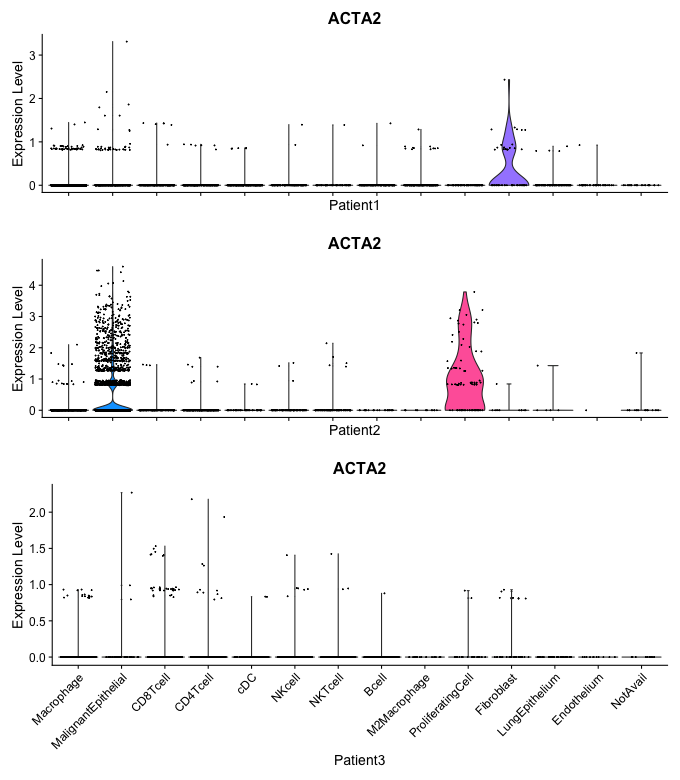 ACTA2
Expression Level
3
2
1
0
Patient1
ACTA2
Expression Level
4
3
2
1
0
Patient2
ACTA2
Expression Level
2.0
1.5
1.0
0.5
0.0
Macrophage
MalignantEpithelial
CD8Tcell
CD4Tcell
cDC
NKcell
NKTcell
Bcell
M2Macrophage
ProliferatingCell
Fibroblast
LungEpithelium
Endothelium
NotAvail
Patient3